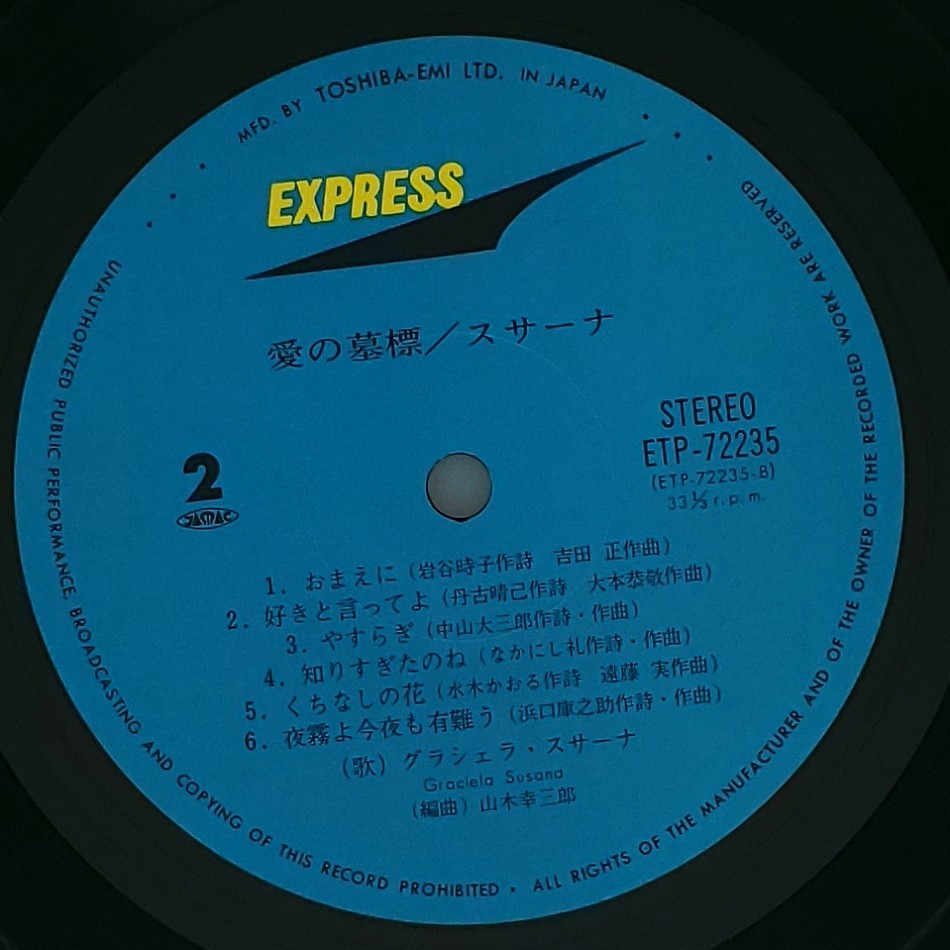 MFD. BY TOSHIBA-EMI LTD. IN JAPAN
EXPRESS
愛の墓標／スサーナ
STEREO
ETP-72235
(ETP-72235-B)
33⅓ r.p.m.
2
JASRAC
1. おまえに (岩谷時子作詩 吉田 正作曲)
2. 好きと言ってよ (丹古晴己作詩 大本恭敬作曲)
3. やすらぎ (中山大三郎作詩・作曲)
4. 知りすぎたのね (なかにし礼作詩・作曲)
5. くちなしの花 (水木かおる作詩 遠藤 実作曲)
6. 夜霧よ今夜も有難う (浜口庫之助作詩・作曲)
(歌) グラシェラ・スサーナ
Graciela Susana
(編曲) 山木幸三郎
UNAUTHORIZED PUBLIC PERFORMANCE, BROADCASTING AND COPYING OF THIS RECORD PROHIBITED • ALL RIGHTS OF THE MANUFACTURER AND OF THE OWNER OF THE RECORDED WORK ARE RESERVED